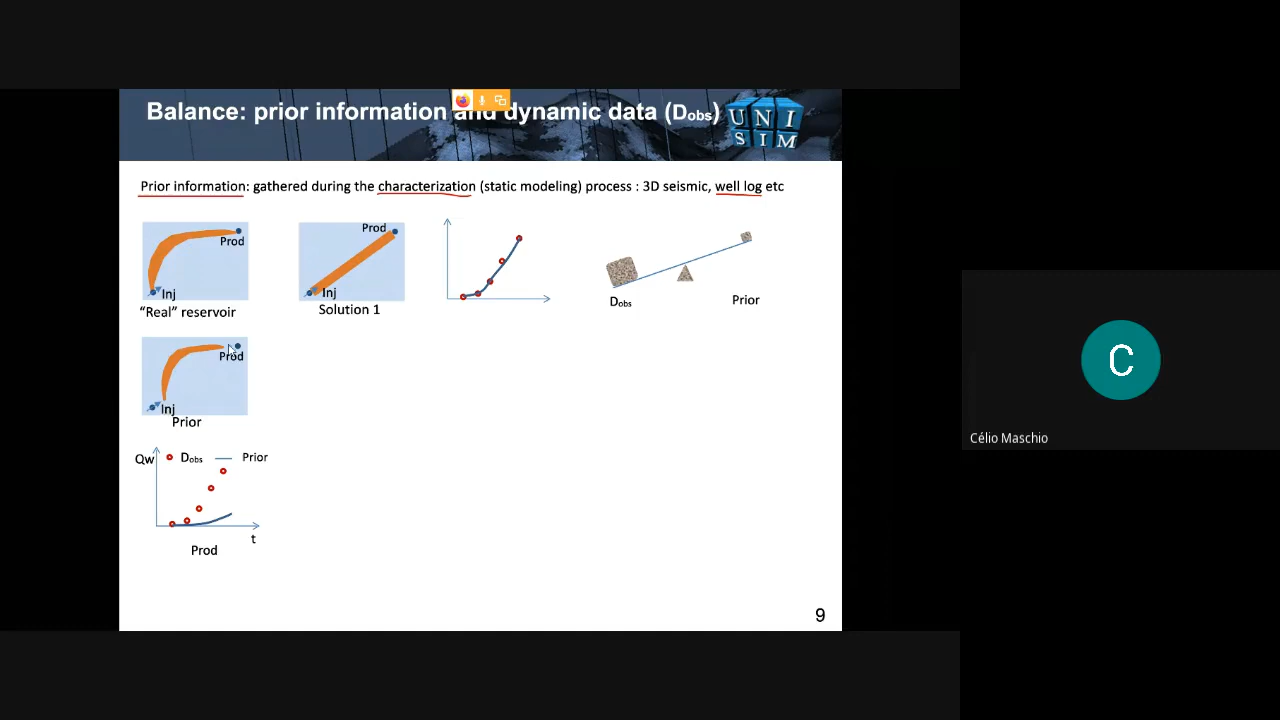 Balance: prior information and dynamic data (Dobs)
UNI
SIM
Prior information: gathered during the characterization (static modeling) process : 3D seismic, well log etc
Prod
Inj
“Real” reservoir
Prod
Inj
Solution 1
Dobs
Prior
Prod
Inj
Prior
Qw
Dobs
Prior
t
Prod
9
C
Célio Maschio